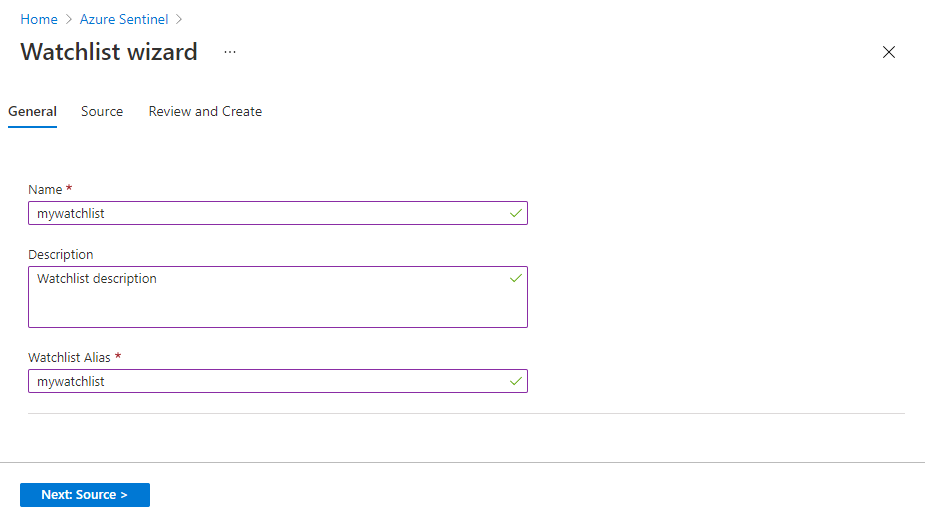 Home > Azure Sentinel >
Watchlist wizard ...
General Source Review and Create
Name *
mywatchlist
Description
Watchlist description
Watchlist Alias *
mywatchlist
Next: Source >